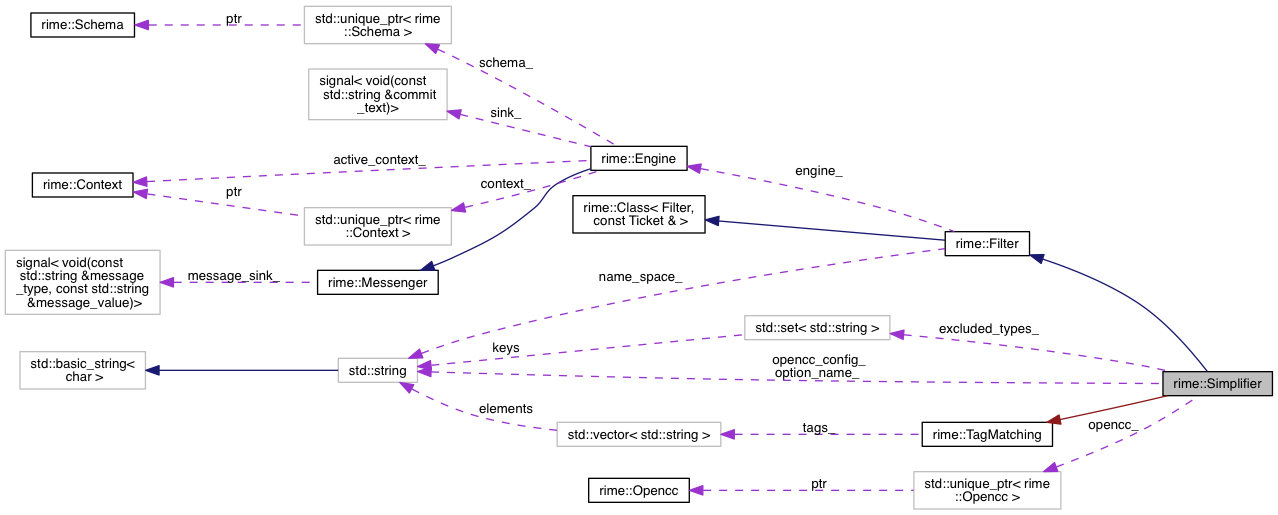 rime::Schema
ptr
std::unique_ptr< rime
::Schema >
schema_
signal< void(const
std::string &commit
_text)>
sink_
rime::Engine
active_context_
rime::Context
ptr
context_
engine_
std::unique_ptr< rime
::Context >
rime::Class< Filter,
const Ticket & >
rime::Filter
signal< void(const
std::string &message
_type, const std::string
&message_value)>
message_sink_
rime::Messenger
name_space_
std::set< std::string >
excluded_types_
keys
std::basic_string<
char >
std::string
opencc_config_
option_name_
rime::Simplifier
elements
std::vector< std::string >
tags_
rime::TagMatching
opencc_
rime::Opencc
ptr
std::unique_ptr< rime
::Opencc >